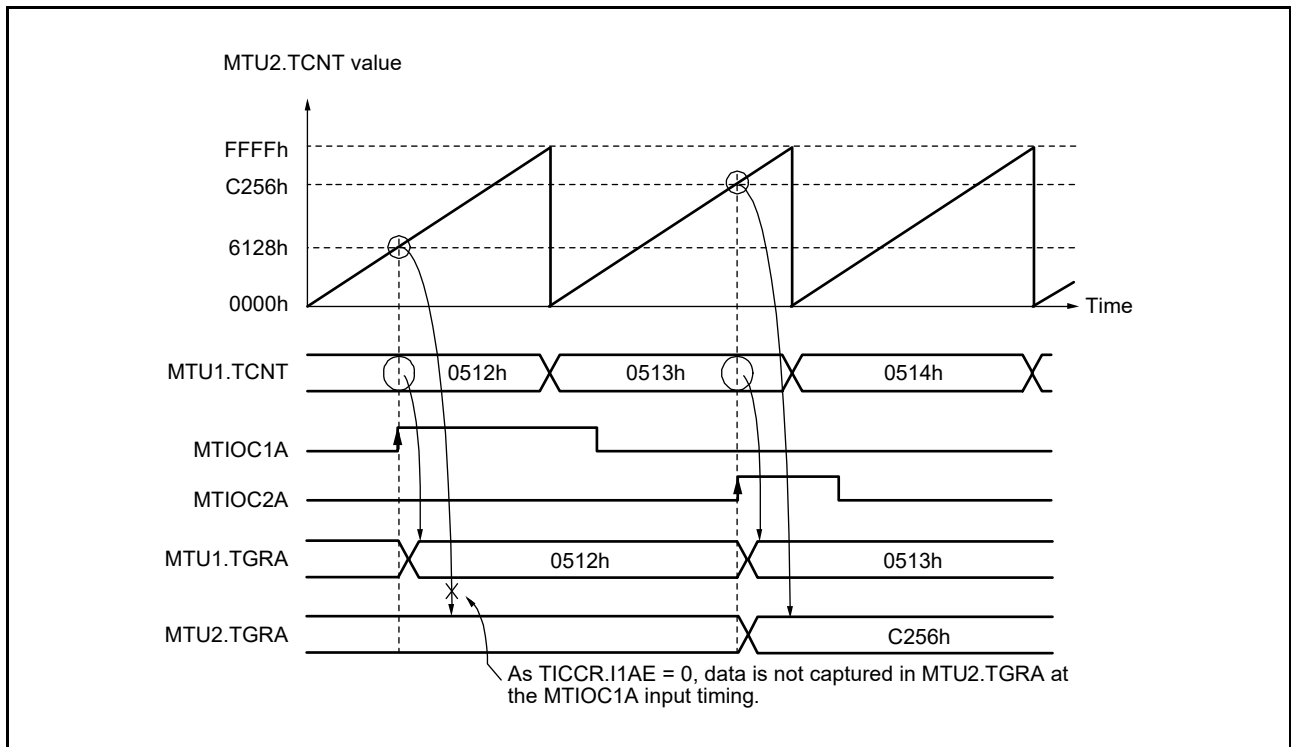 MTU2.TCNT value
FFFFh
C256h
6128h
0000h
Time
MTU1.TCNT
0512h
0513h
0514h
MTIOC1A
MTIOC2A
MTU1.TGRA
0512h
0513h
MTU2.TGRA
C256h
As TICCR.I1AE = 0, data is not captured in MTU2.TGRA at
the MTIOC1A input timing.